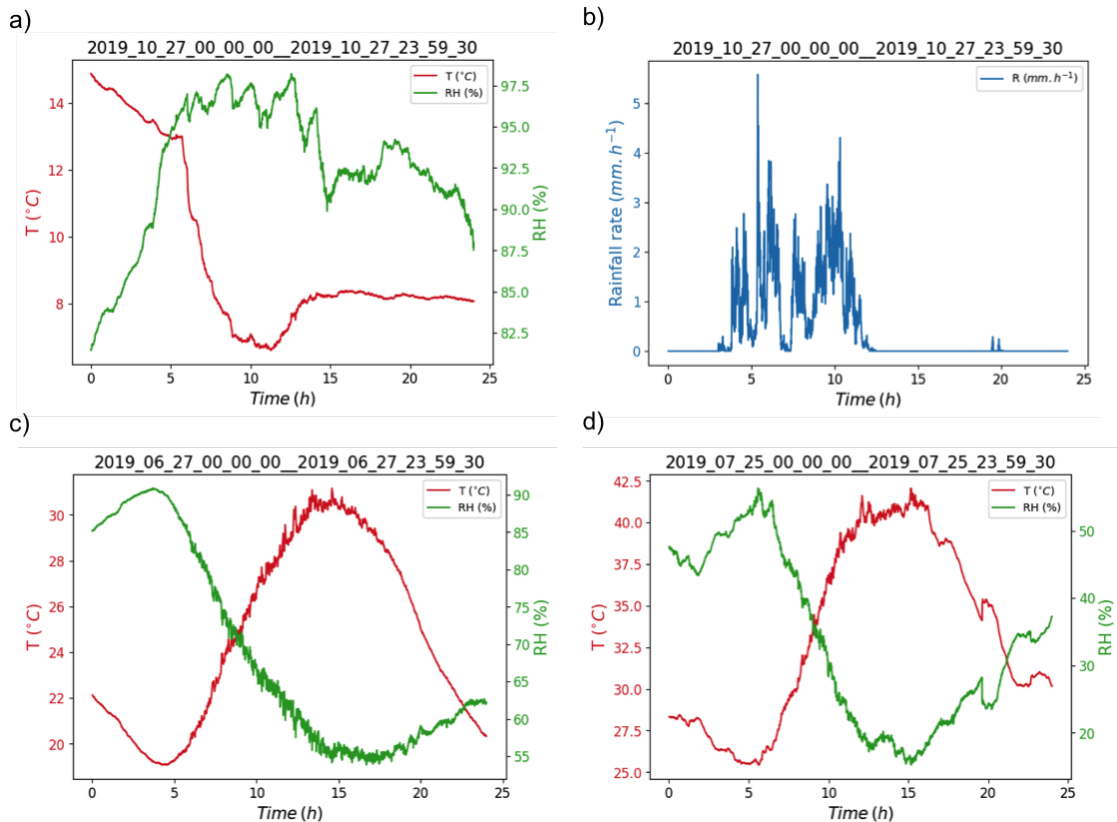 a)
2019_10_27_00_00_00__2019_10_27_23_59_30
T (°C)
RH (%)
14
12
10
8
T (°C)
97.5
95.0
92.5
90.0
87.5
85.0
82.5
RH (%)
0 5 10 15 20 25
Time (h)
b)
2019_10_27_00_00_00__2019_10_27_23_59_30
R (mm. h⁻¹)
5
4
3
2
1
0
Rainfall rate (mm. h⁻¹)
0 5 10 15 20 25
Time (h)
c)
2019_06_27_00_00_00__2019_06_27_23_59_30
T (°C)
RH (%)
30
28
26
24
22
20
T (°C)
90
85
80
75
70
65
60
55
RH (%)
0 5 10 15 20 25
Time (h)
d)
2019_07_25_00_00_00__2019_07_25_23_59_30
T (°C)
RH (%)
42.5
40.0
37.5
35.0
32.5
30.0
27.5
25.0
T (°C)
50
40
30
20
RH (%)
0 5 10 15 20 25
Time (h)